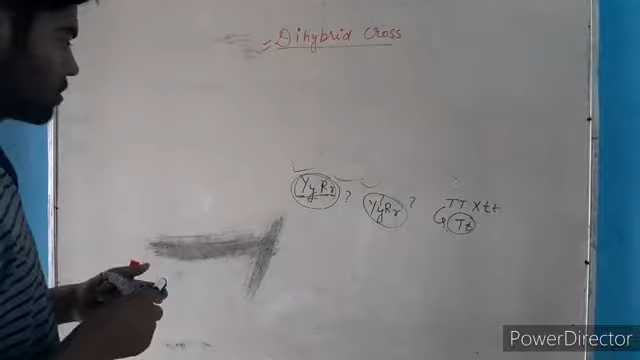 Dihybrid Cross
YyRr ? YyRr ?
TT X tt
G Tt
PowerDirector